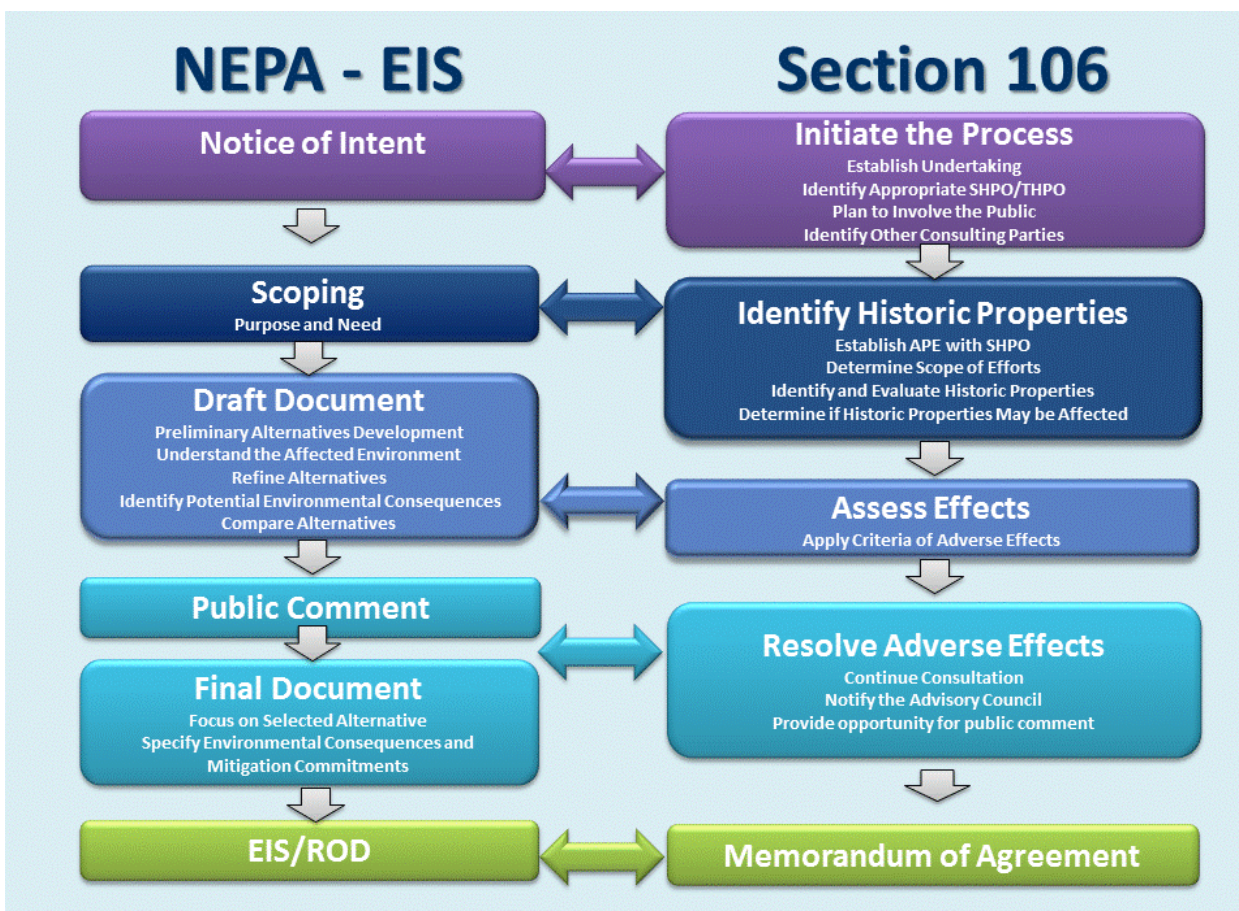 NEPA - EIS
Notice of Intent
Scoping
Purpose and Need
Draft Document
Preliminary Alternatives Development
Understand the Affected Environment
Refine Alternatives
Identify Potential Environmental Consequences
Compare Alternatives
Public Comment
Final Document
Focus on Selected Alternative
Specify Environmental Consequences and
Mitigation Commitments
EIS/ROD
Section 106
Initiate the Process
Establish Undertaking
Identify Appropriate SHPO/THPO
Plan to Involve the Public
Identify Other Consulting Parties
Identify Historic Properties
Establish APE with SHPO
Determine Scope of Efforts
Identify and Evaluate Historic Properties
Determine if Historic Properties May be Affected
Assess Effects
Apply Criteria of Adverse Effects
Resolve Adverse Effects
Continue Consultation
Notify the Advisory Council
Provide opportunity for public comment
Memorandum of Agreement